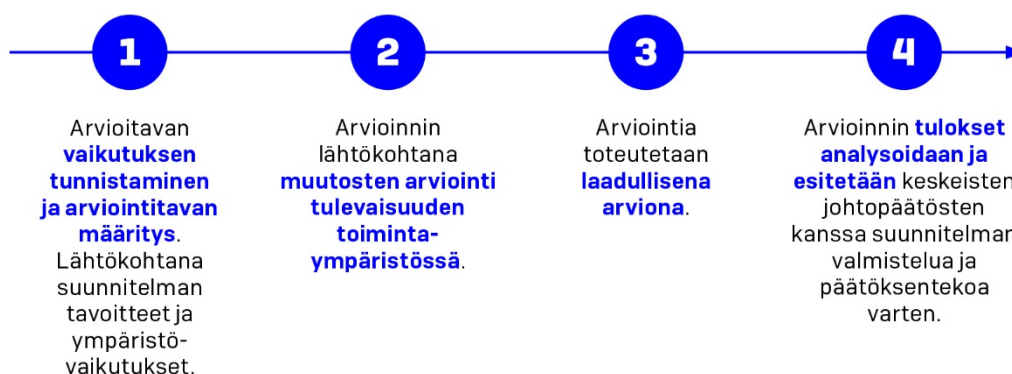 1
Arvioitavan
vaikutuksen
tunnistaminen
ja arviointitavan
määritys.
Lähtökohtana
suunnitelman
tavoitteet ja
ympäristö-
vaikutukset.
2
Arvioinnin
lähtökohtana
muutosten arviointi
tulevaisuuden
toiminta-
ympäristössä.
3
Arviointia
toteutetaan
laadullisena
arviona.
4
Arvioinnin tulokset
analysoidaan ja
esitetään keskeisten
johtopäätösten
kanssa suunnitelman
valmistelua ja
päätöksentekoa
varten.